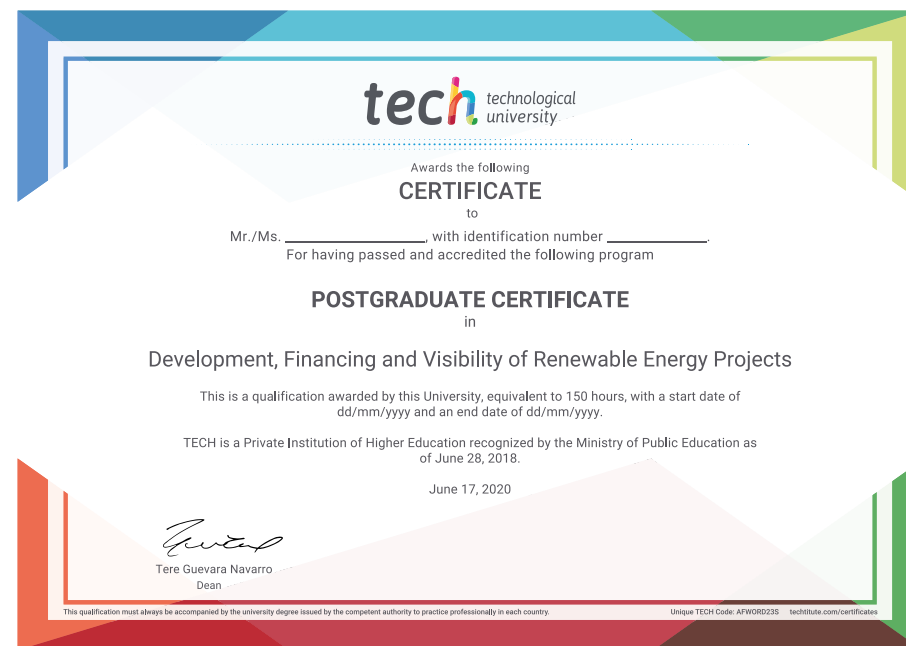 tech technological
university
Awards the following
CERTIFICATE
to
Mr./Ms. ____________________, with identification number ______________.
For having passed and accredited the following program
POSTGRADUATE CERTIFICATE
in
Development, Financing and Visibility of Renewable Energy Projects
This is a qualification awarded by this University, equivalent to 150 hours, with a start date of
dd/mm/yyyy and an end date of dd/mm/yyyy.
TECH is a Private Institution of Higher Education recognized by the Ministry of Public Education as
of June 28, 2018.
June 17, 2020
Tere Guevara Navarro
Dean
This qualification must always be accompanied by the university degree issued by the competent authority to practice professionally in each country.
Unique TECH Code: AFWORD23S techtitute.com/certificates